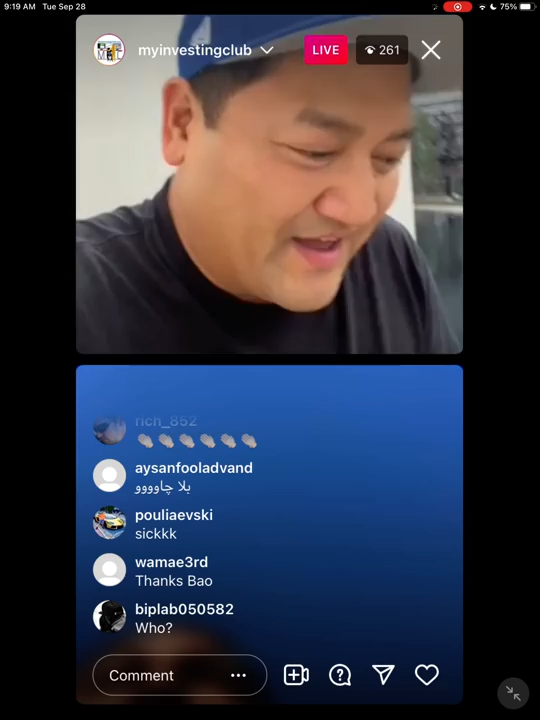 9:19 AM Tue Sep 28
75%
myinvestingclub
LIVE
261
rich_852
👏👏👏👏👏👏
aysanfooladvand
بلا چاوووو
pouliaevski
sickkk
wamae3rd
Thanks Bao
biplab050582
Who?
Comment